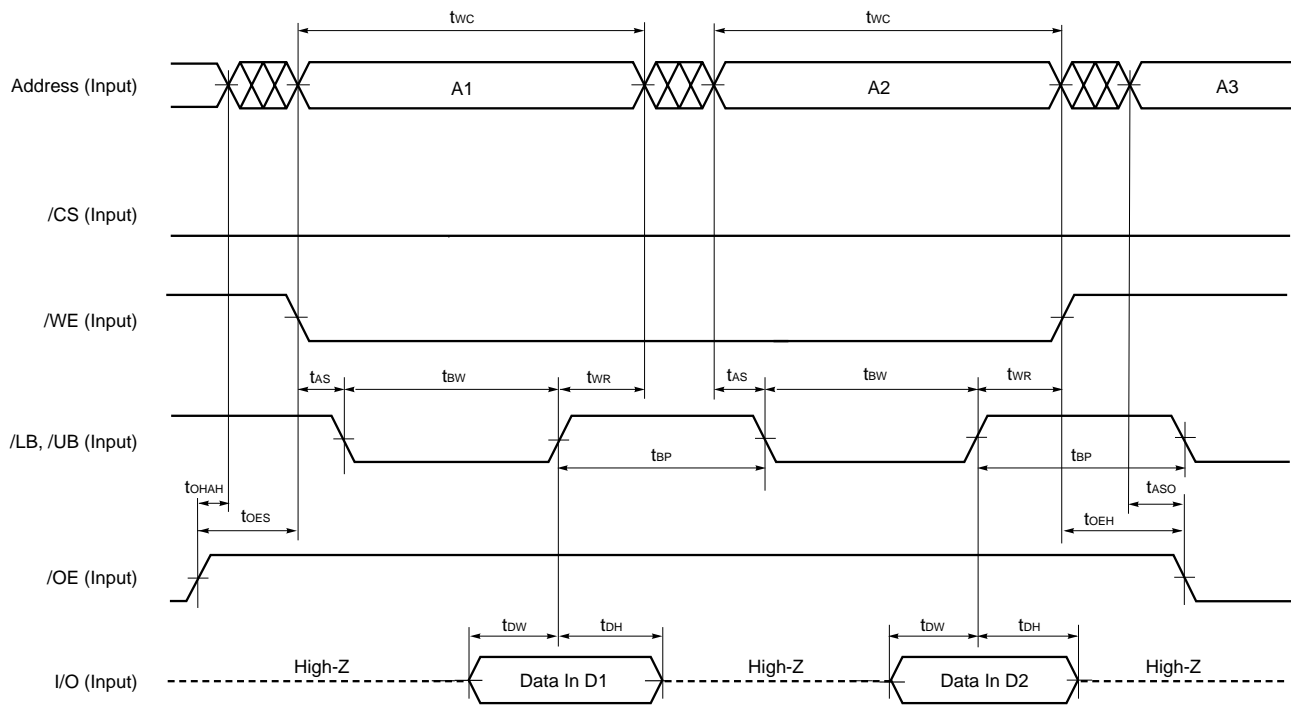 tWC tWC
Address (Input) A1 A2 A3
/CS (Input)
/WE (Input)
tAS tBW tWR tAS tBW tWR
/LB, /UB (Input)
tBP tBP
tOHAH tASO
tOES tOEH
/OE (Input)
tDW tDH tDW tDH
High-Z High-Z High-Z
I/O (Input) Data In D1 Data In D2